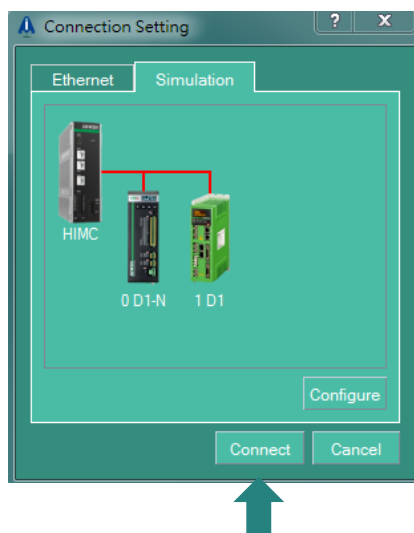 Connection Setting
? X
Ethernet
Simulation
HIMC
0 D1-N
1 D1
Configure
Connect
Cancel